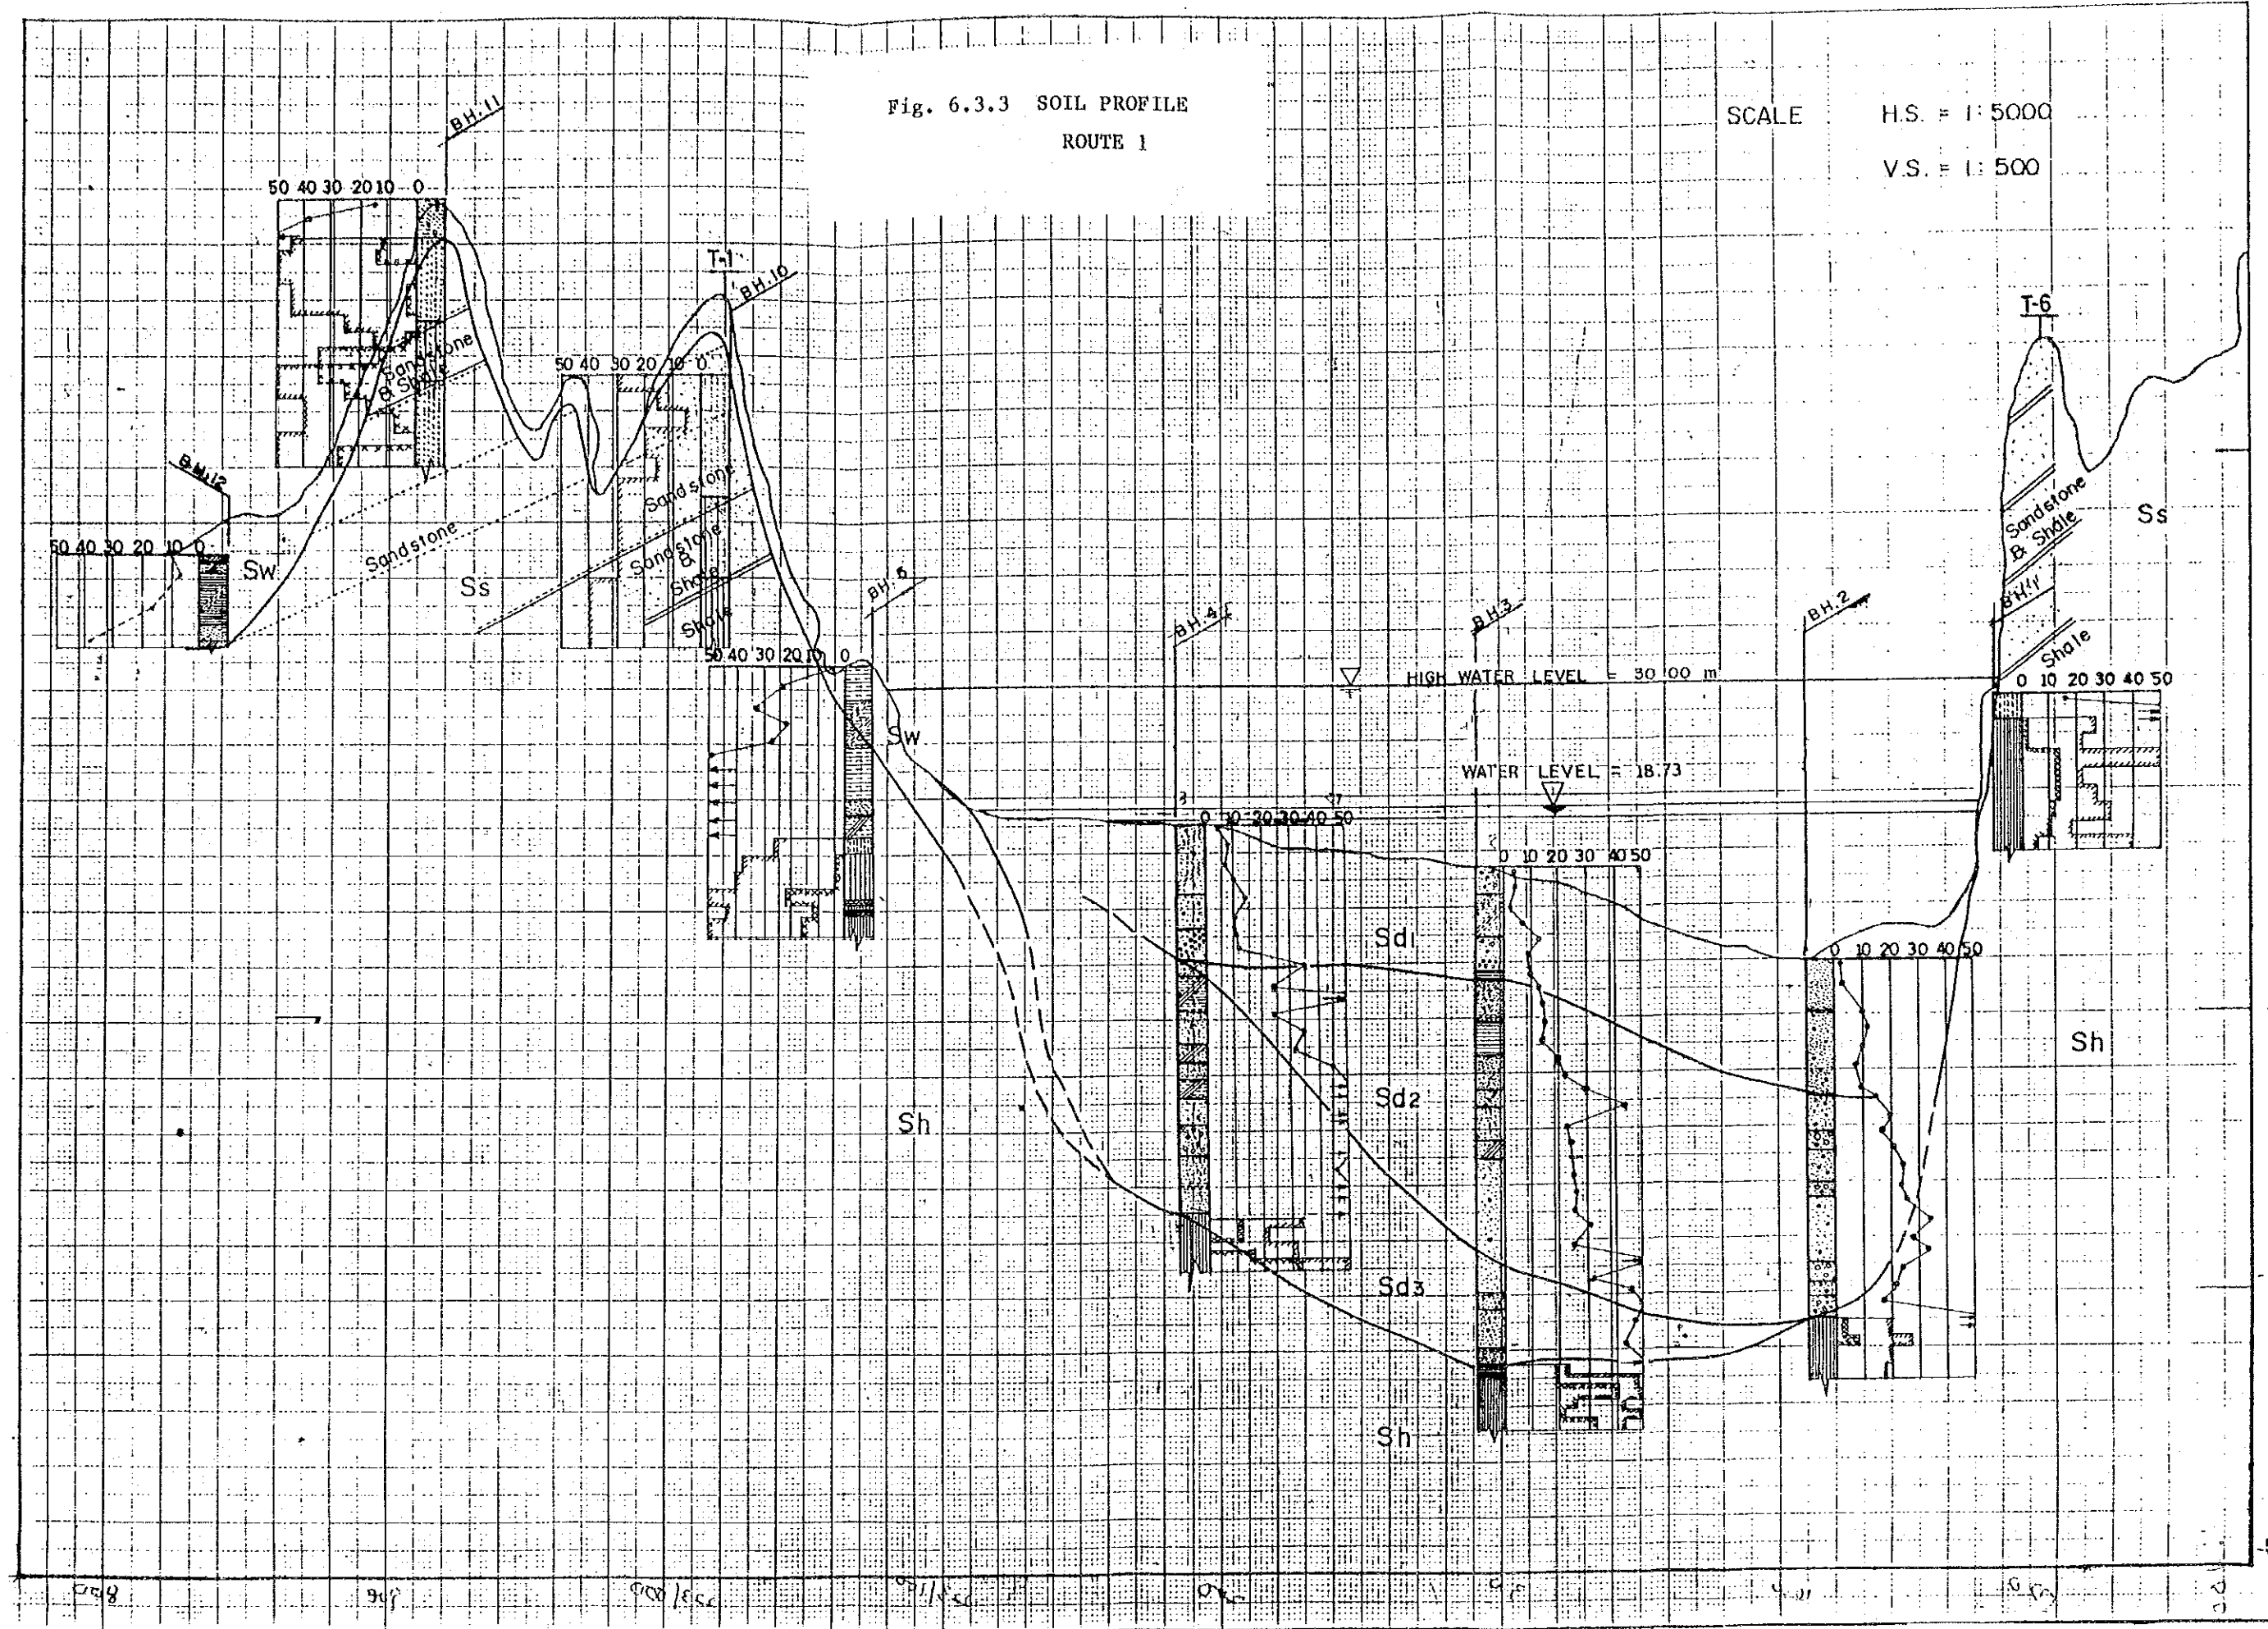 Fig. 6.3.3 SOIL PROFILE
ROUTE 1
SCALE H.S. = 1:5000
V.S. = 1:500
BH.11
50 40 30 20 10 0
Sandstone
& Shale
T-1
BH.10
50 40 30 20 10 0
Sandstone
Sandstone
&
Shale
Shale
BH.12
50 40 30 20 10 0
Sw
Sandstone
Ss
BH.5
50 40 30 20 10 0
Sw
T-6
Sandstone
& Shale
Ss
BH.1
Shale
0 10 20 30 40 50
BH.4
BH.3
BH.2
HIGH WATER LEVEL = 30.00 m
WATER LEVEL = 18.73
0 10 20 30 40 50
0 10 20 30 40 50
0 10 20 30 40 50
Sd1
Sd2
Sd3
Sh
Sh
Sh